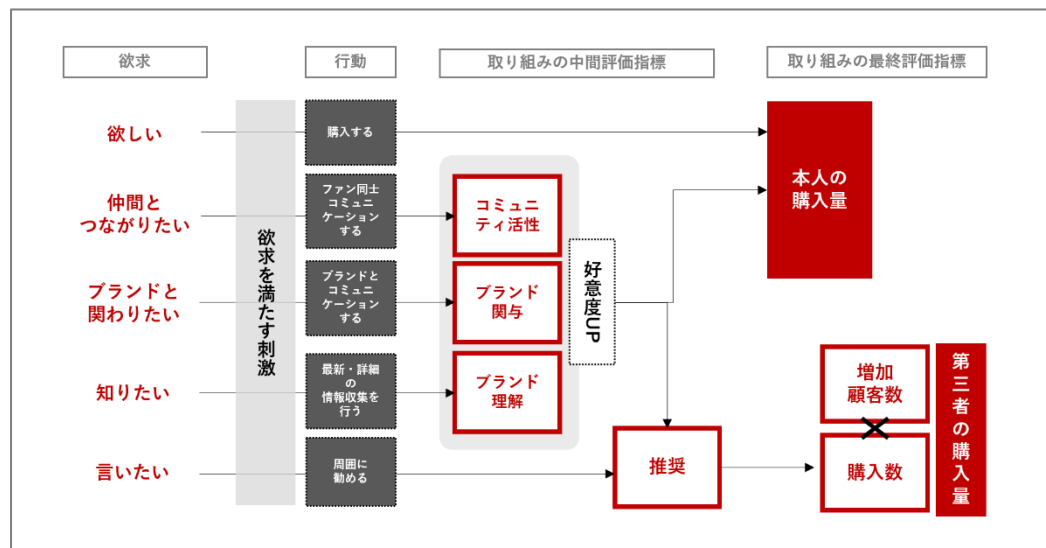 欲求
行動
取り組みの中間評価指標
取り組みの最終評価指標
欲しい
仲間と
つながりたい
ブランドと
関わりたい
知りたい
言いたい
欲求を満たす刺激
購入する
ファン同士
コミュニ
ケーション
する
ブランドと
コミュニ
ケーション
する
最新・詳細
の
情報収集を
行う
周囲に
勧める
コミュニ
ティ活性
ブランド
関与
ブランド
理解
好意度UP
推奨
本人の
購入量
増加
顧客数
購入数
第三者の購入量